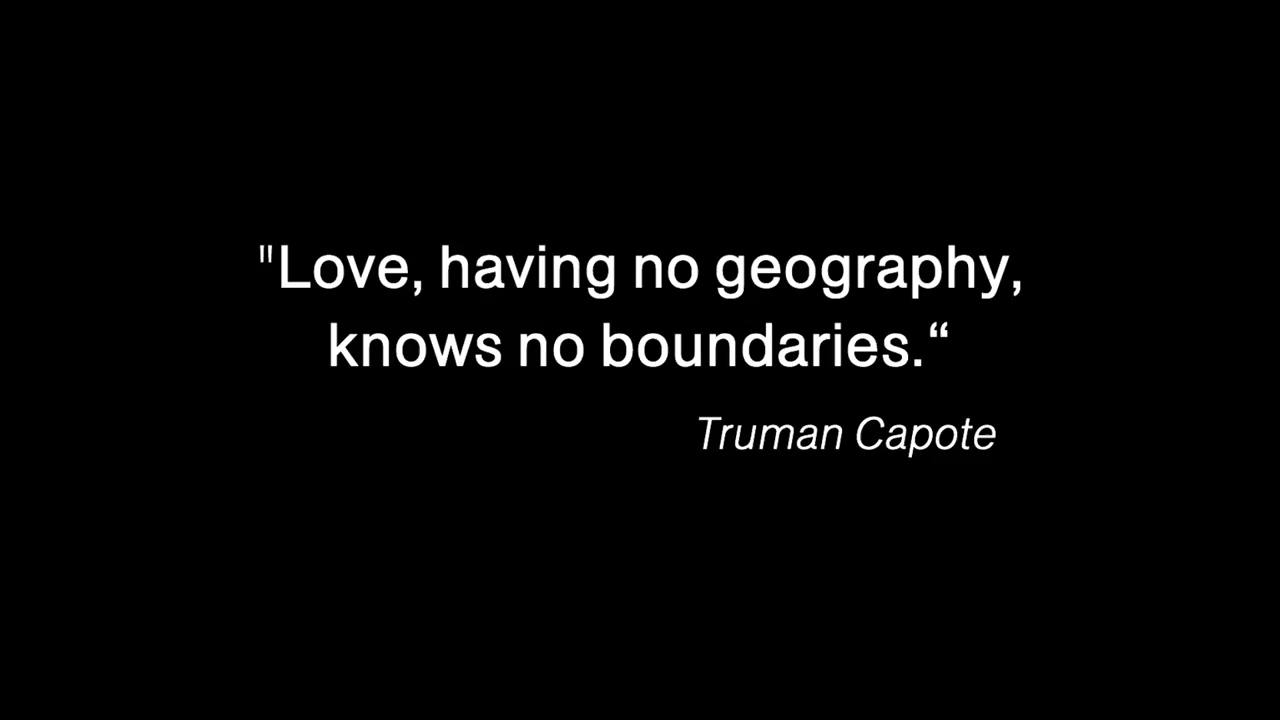 "Love, having no geography,
knows no boundaries.“
Truman Capote